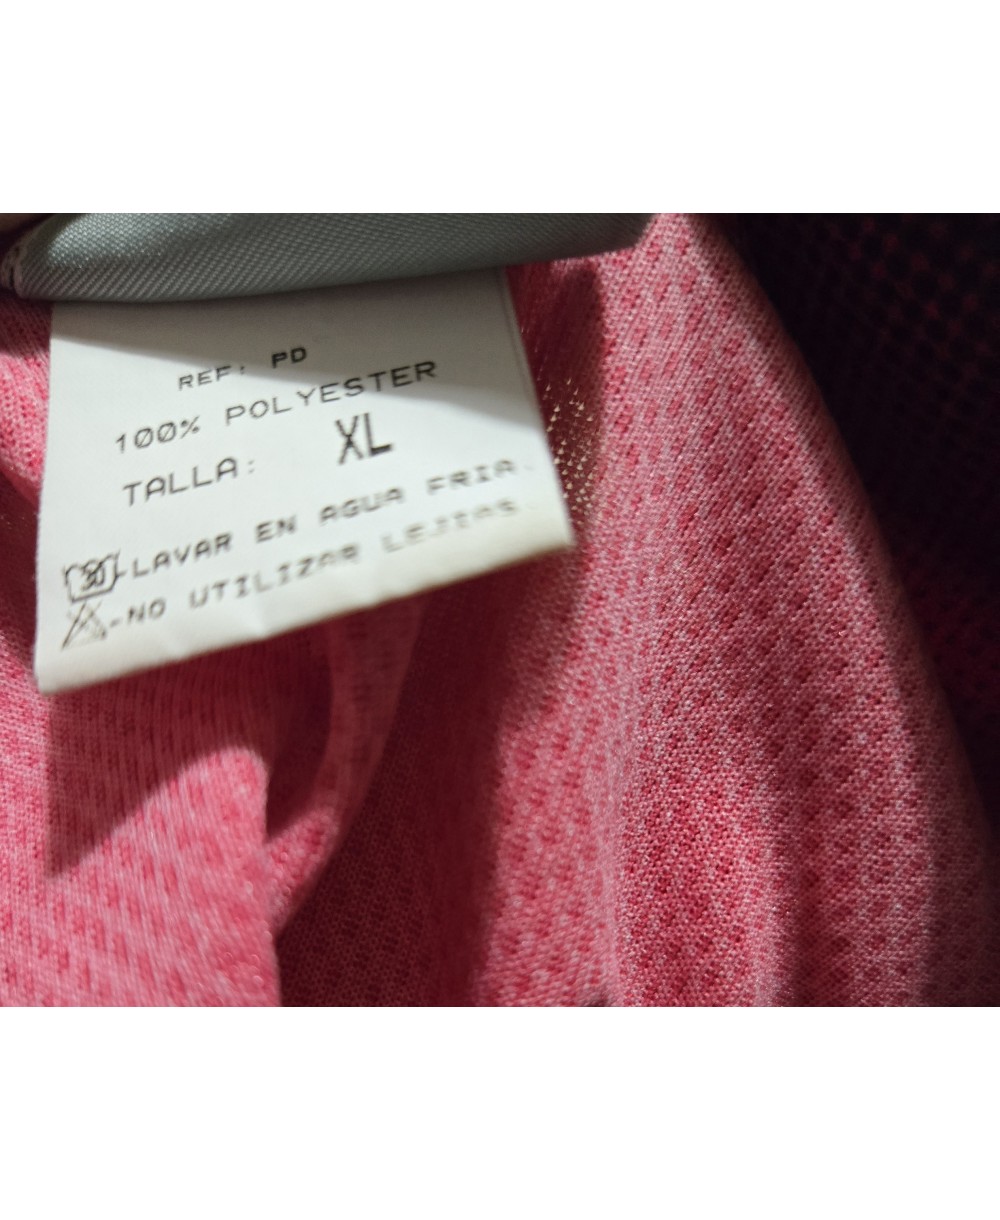 REF: PD
100% POLYESTER
TALLA: XL
30 -LAVAR EN AGUA FRIA.
-NO UTILIZAR LEJIAS.